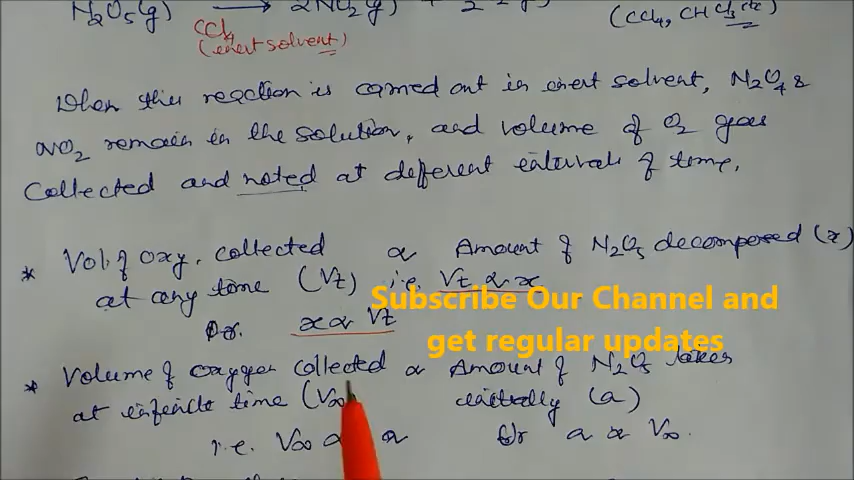 N₂O₅(g) → 2NO₂(g) +
CCl₄ (CCl₄, CHCl₃ etc)
(inert solvent)
When this reaction is carried out in inert solvent, N₂O₄ &
NO₂ remain in the solution, and volume of O₂ gas
Collected and noted at different intervals of time.
* Vol. of oxy. collected ∝ Amount of N₂O₅ decomposed (x)
at any time (Vt) i.e. Vt ∝ x
Or. x ∝ Vt
Subscribe Our Channel and
get regular updates
* Volume of oxygen collected ∝ Amount of N₂O₅ taken
at infinite time (V∞ initially (a)
i.e. V∞ ∝ a Or a ∝ V∞.